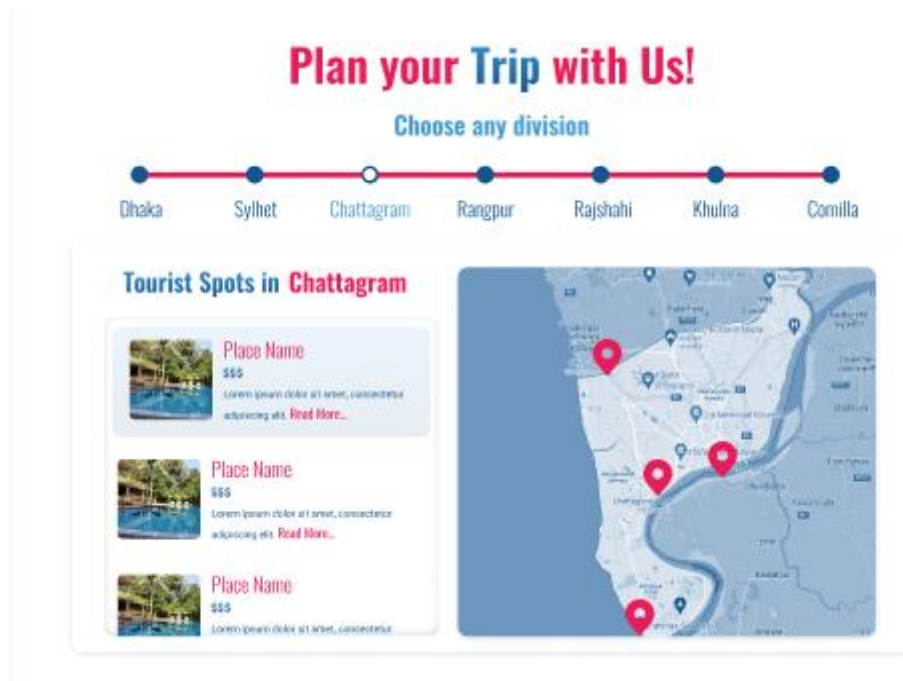 Plan your Trip with Us!
Choose any division
Dhaka Sylhet Chattagram Rangpur Rajshahi Khulna Comilla
Tourist Spots in Chattagram
Place Name
$$$
Lorem ipsum dolor sit amet, consectetur
adipiscing elit. Read More...
Place Name
$$$
Lorem ipsum dolor sit amet, consectetur
adipiscing elit. Read More...
Place Name
$$$
Lorem ipsum dolor sit amet, consectetur